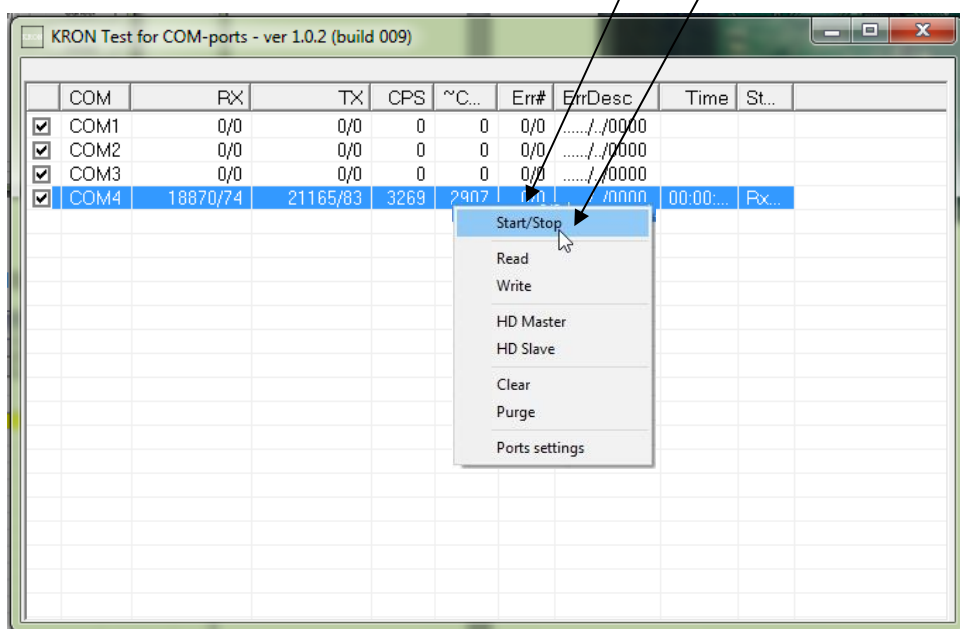 KRON Test for COM-ports - ver 1.0.2 (build 009)
COM RX TX CPS ~C... Err# ErrDesc Time St...
COM1 0/0 0/0 0 0 0/0 ....../../0000
COM2 0/0 0/0 0 0 0/0 ....../../0000
COM3 0/0 0/0 0 0 0/0 ....../../0000
COM4 18870/74 21165/83 3269 2907 0/0 /0000 00:00:... Rx...
Start/Stop
Read
Write
HD Master
HD Slave
Clear
Purge
Ports settings